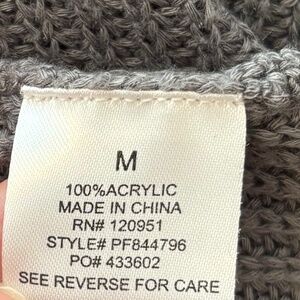 M
100%ACRYLIC
MADE IN CHINA
RN# 120951
STYLE# PF844796
PO# 433602
SEE REVERSE FOR CARE